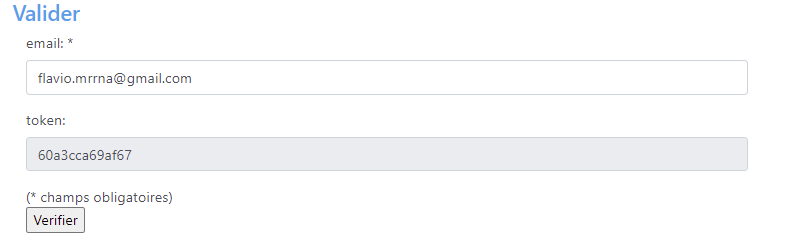 Valider
email: *
flavio.mrrna@gmail.com
token:
60a3cca69af67
(* champs obligatoires)
Verifier